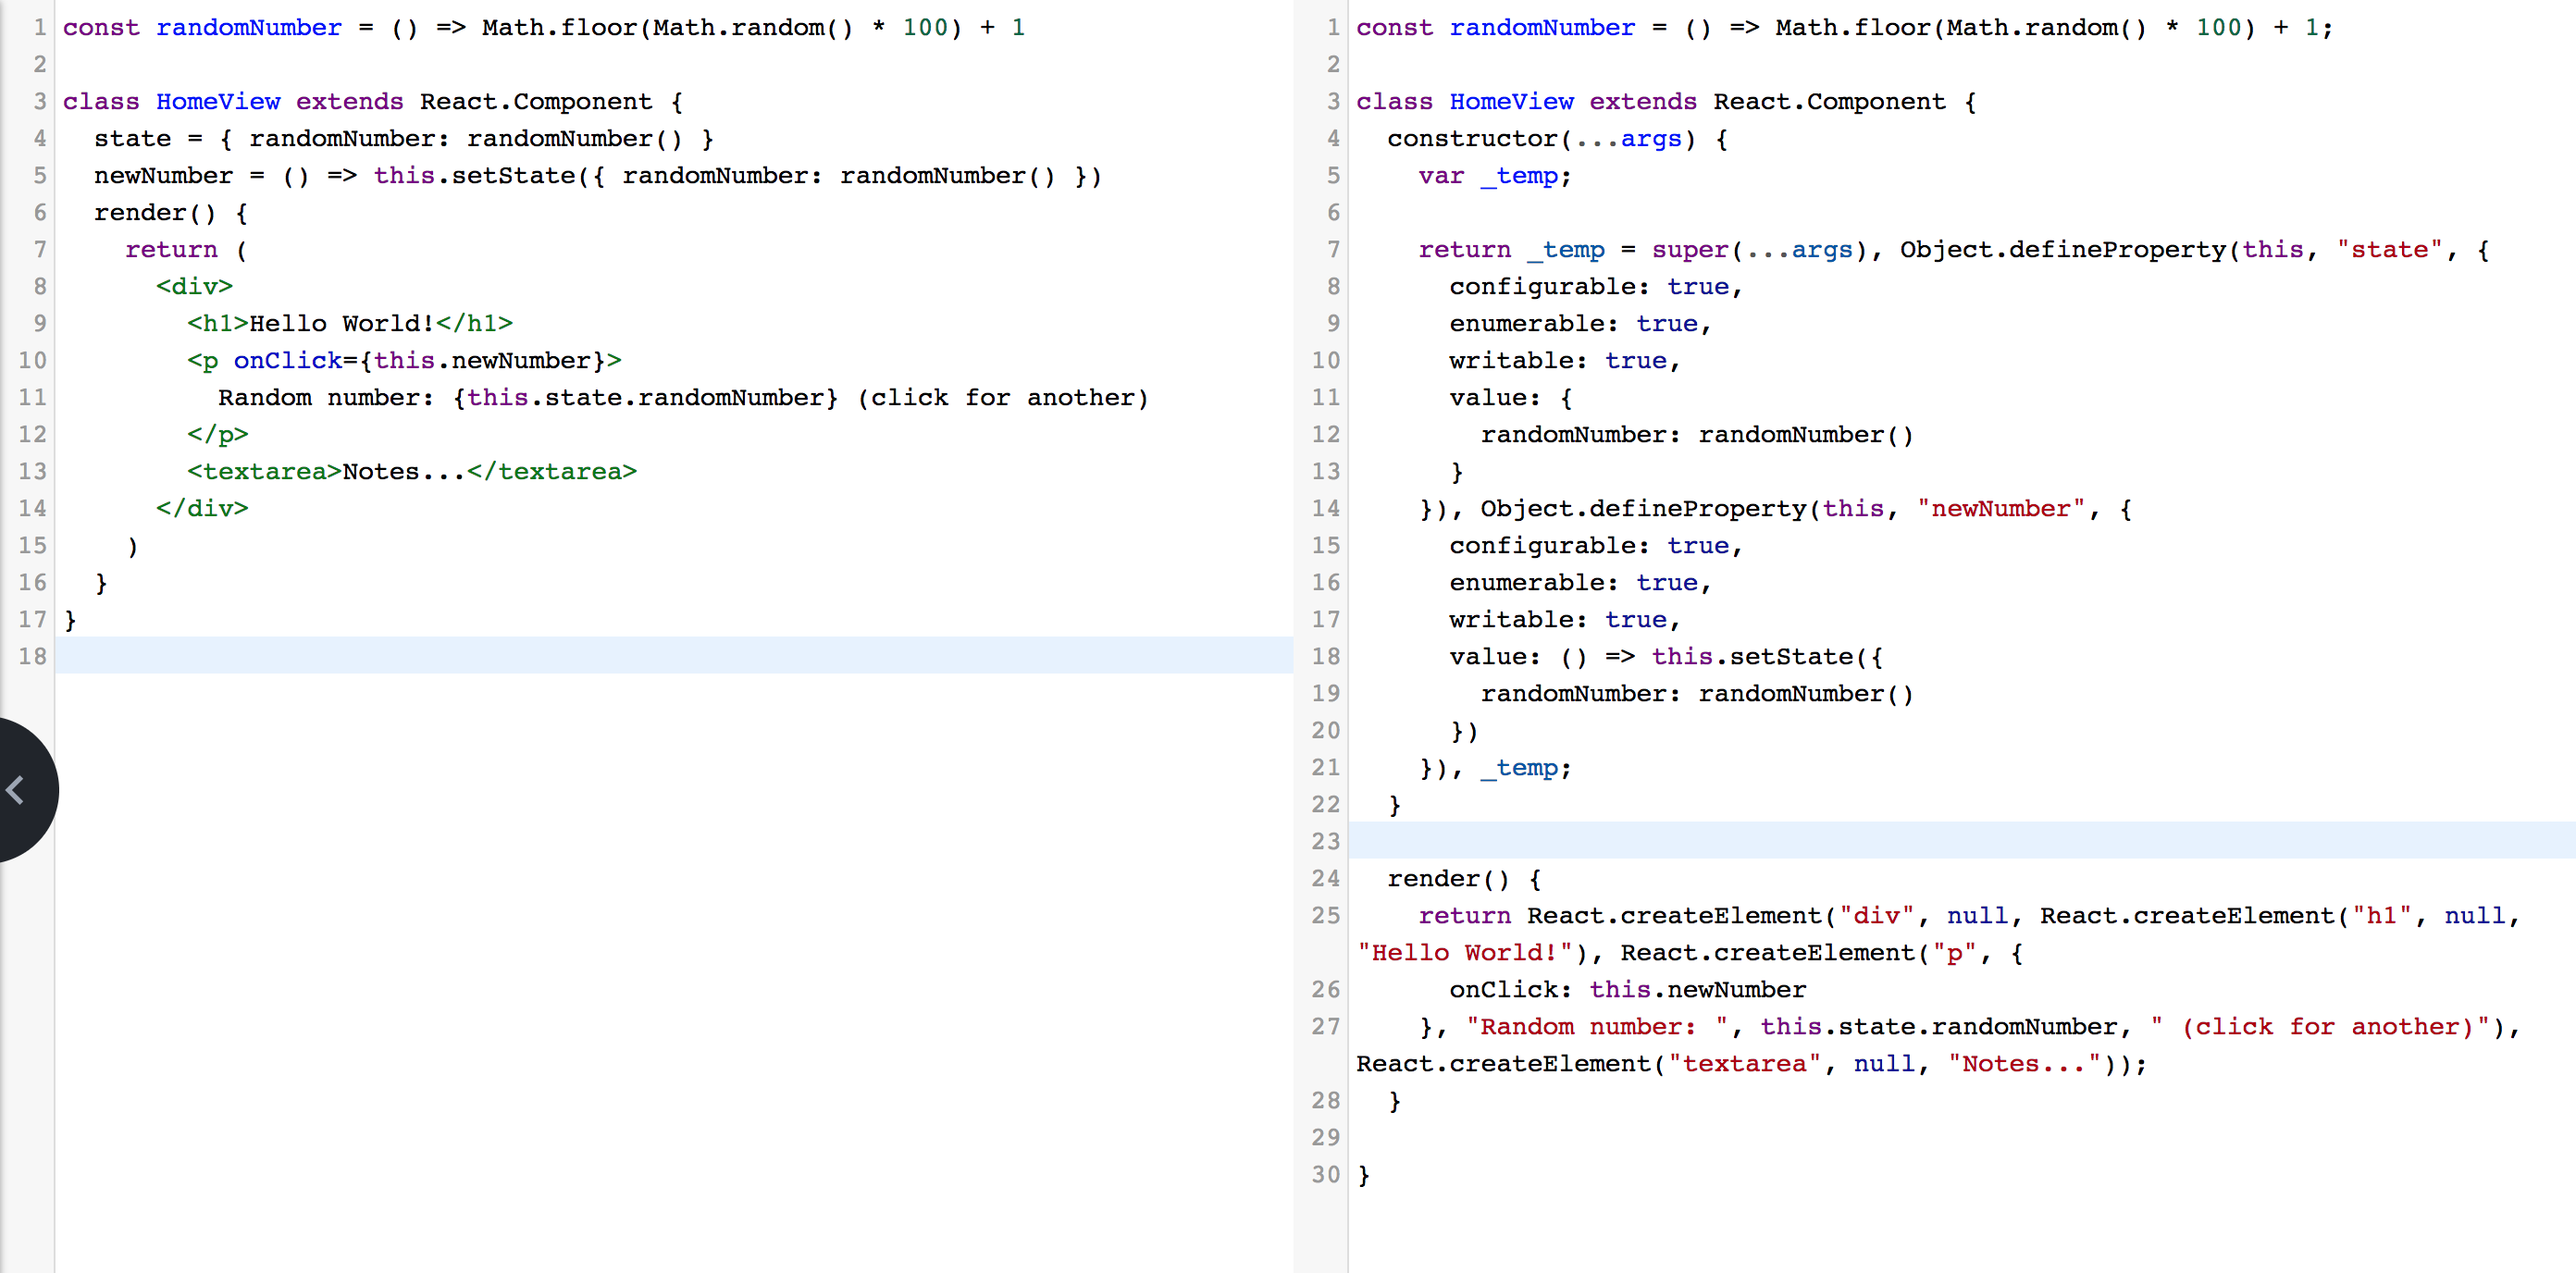 1 const randomNumber = () => Math.floor(Math.random() * 100) + 1
2
3 class HomeView extends React.Component {
4   state = { randomNumber: randomNumber() }
5   newNumber = () => this.setState({ randomNumber: randomNumber() })
6   render() {
7     return (
8       <div>
9         <h1>Hello World!</h1>
10         <p onClick={this.newNumber}>
11           Random number: {this.state.randomNumber} (click for another)
12         </p>
13         <textarea>Notes...</textarea>
14       </div>
15     )
16   }
17 }
18
1 const randomNumber = () => Math.floor(Math.random() * 100) + 1;
2
3 class HomeView extends React.Component {
4   constructor(...args) {
5     var _temp;
6
7     return _temp = super(...args), Object.defineProperty(this, "state", {
8       configurable: true,
9       enumerable: true,
10       writable: true,
11       value: {
12         randomNumber: randomNumber()
13       }
14     }), Object.defineProperty(this, "newNumber", {
15       configurable: true,
16       enumerable: true,
17       writable: true,
18       value: () => this.setState({
19         randomNumber: randomNumber()
20       })
21     }), _temp;
22   }
23
24   render() {
25     return React.createElement("div", null, React.createElement("h1", null,
"Hello World!"), React.createElement("p", {
26       onClick: this.newNumber
27     }, "Random number: ", this.state.randomNumber, " (click for another)"),
React.createElement("textarea", null, "Notes..."));
28   }
29
30 }